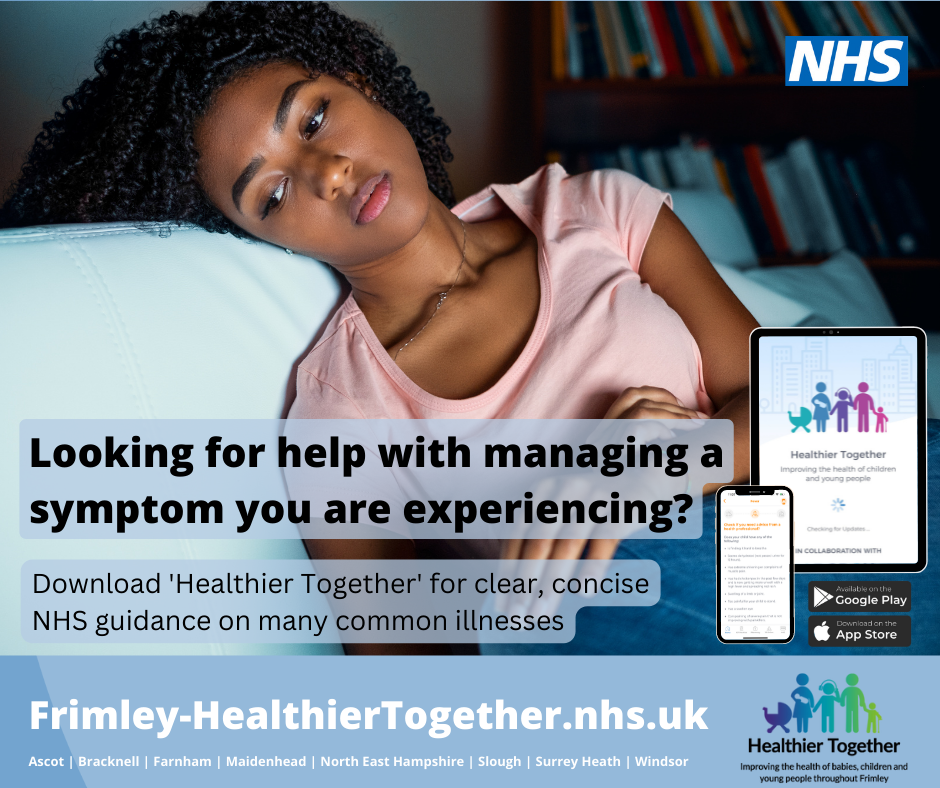 NHS
Looking for help with managing a
symptom you are experiencing?
Download 'Healthier Together' for clear, concise
NHS guidance on many common illnesses
Healthier Together
Improving the health of children
and young people
Checking for Updates...
IN COLLABORATION WITH
Available on the
Google Play
Download on the
App Store
Frimley-HealthierTogether.nhs.uk
Ascot | Bracknell | Farnham | Maidenhead | North East Hampshire | Slough | Surrey Heath | Windsor
Healthier Together
Improving the health of babies, children and
young people throughout Frimley